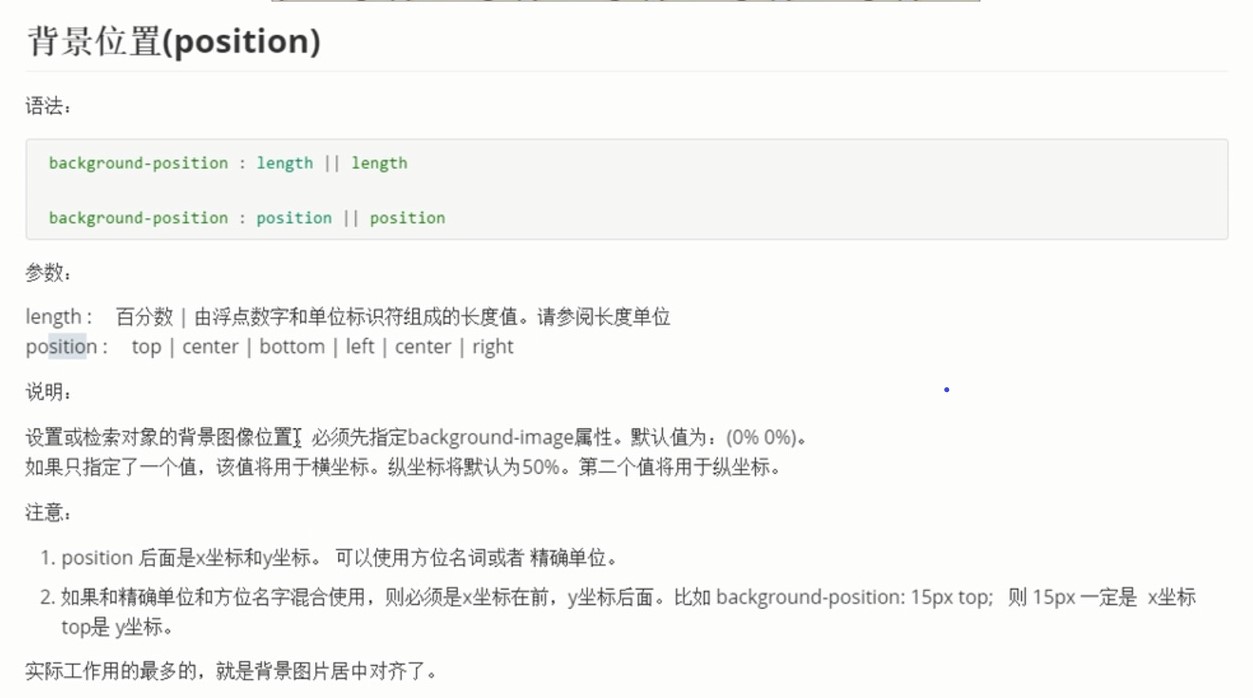 背景位置(position)
语法：
background-position : length || length
background-position : position || position
参数：
length : 百分数 | 由浮点数字和单位标识符组成的长度值。请参阅长度单位
position : top | center | bottom | left | center | right
说明：
设置或检索对象的背景图像位置。必须先指定background-image属性。默认值为：(0% 0%)。
如果只指定了一个值，该值将用于横坐标。纵坐标将默认为50%。第二个值将用于纵坐标。
注意：
1. position 后面是x坐标和y坐标。 可以使用方位名词或者 精确单位。
2. 如果和精确单位和方位名字混合使用，则必须是x坐标在前，y坐标后面。比如 background-position: 15px top; 则 15px 一定是 x坐标
top是 y坐标。
实际工作用的最多的，就是背景图片居中对齐了。